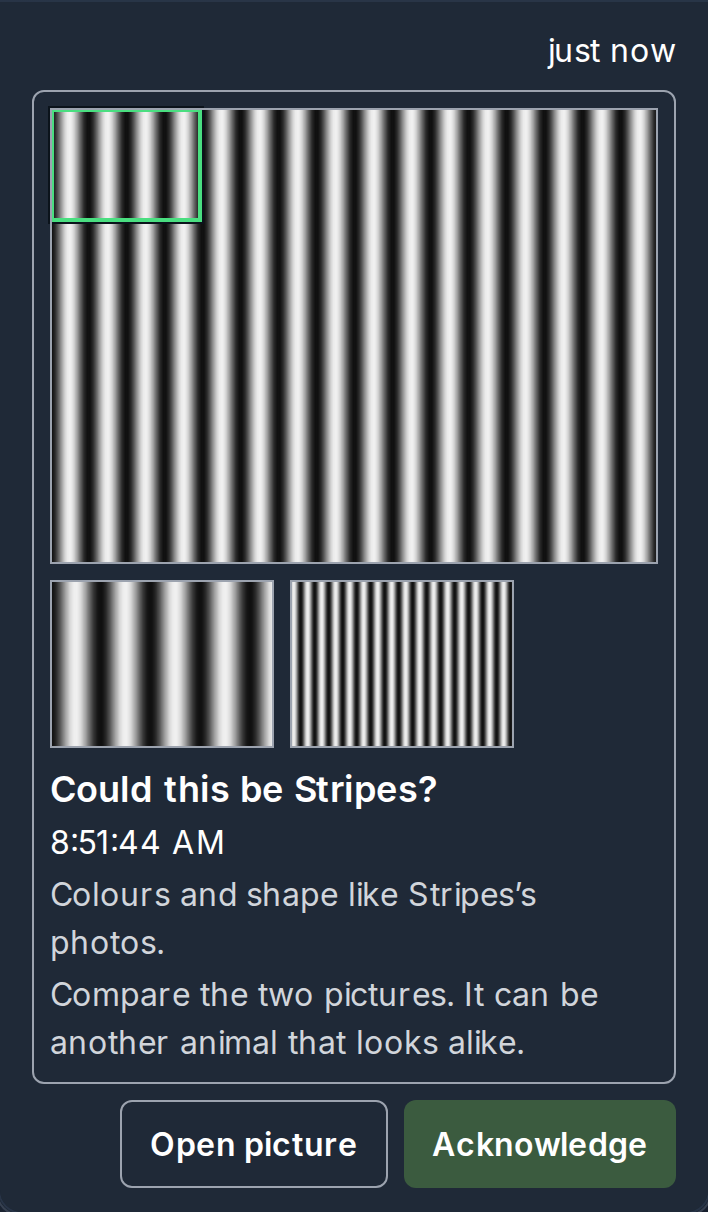 just now
Could this be Stripes?
8:51:44 AM
Colours and shape like Stripes’s
photos.
Compare the two pictures. It can be
another animal that looks alike.
Open picture
Acknowledge